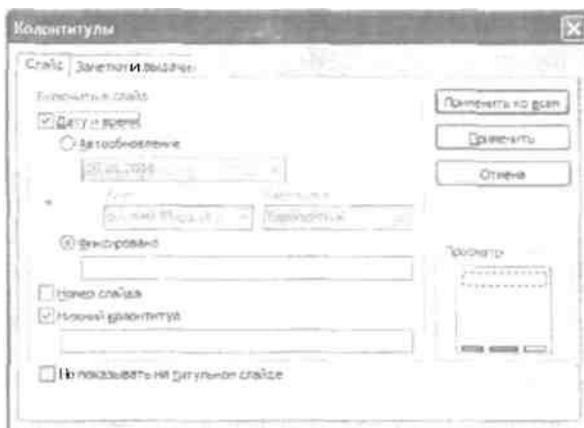 Колонтитулы
Слайд Заметки и выдачи
Включить в слайд
Дату и время
Автообновление
Фиксировано
Номер слайда
Нижний колонтитул
Не показывать на титульном слайде
Применить ко всем
Применить
Отмена
Просмотр